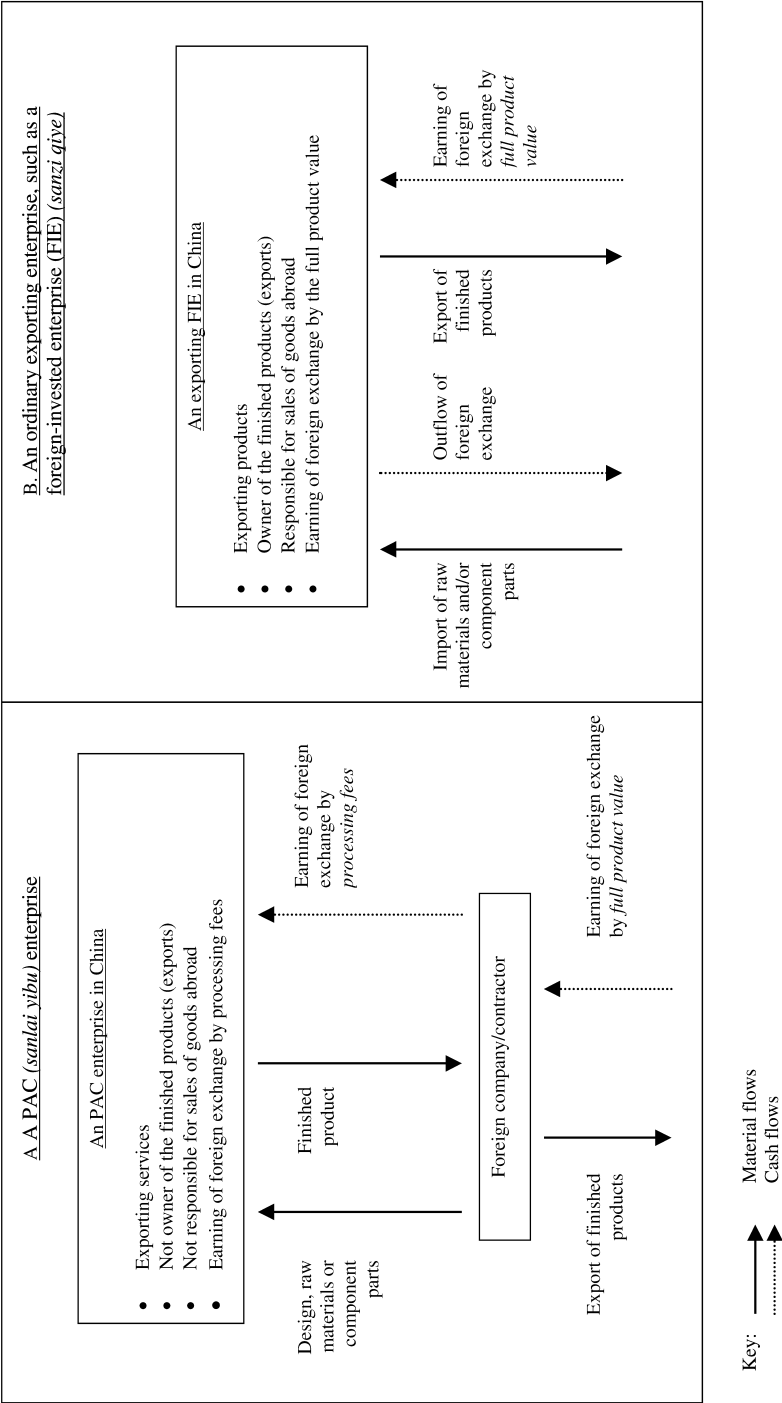 A A PAC (sanlai yibu) enterprise
An PAC enterprise in China
• Exporting services
• Not owner of the finished products (exports)
• Not responsible for sales of goods abroad
• Earning of foreign exchange by processing fees
Design, raw
materials or
component
parts
Finished
product
Earning of foreign
exchange by
processing fees
Foreign company/contractor
Export of finished
products
Earning of foreign exchange
by full product value
B. An ordinary exporting enterprise, such as a
foreign-invested enterprise (FIE) (sanzi qiye)
An exporting FIE in China
• Exporting products
• Owner of the finished products (exports)
• Responsible for sales of goods abroad
• Earning of foreign exchange by the full product value
Import of raw
materials and/or
component
parts
Outflow of
foreign
exchange
Export of
finished
products
Earning of
foreign
exchange by
full product
value
Key:
Material flows
Cash flows